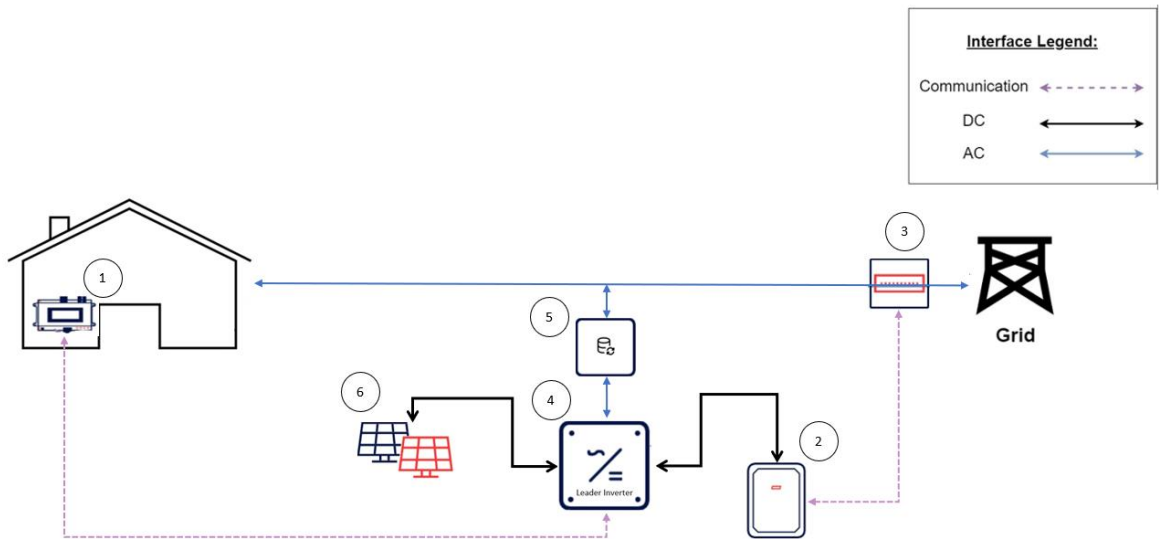 Interface Legend:
Communication
DC
AC
1
3
Grid
5
6
4
2
Leader Inverter